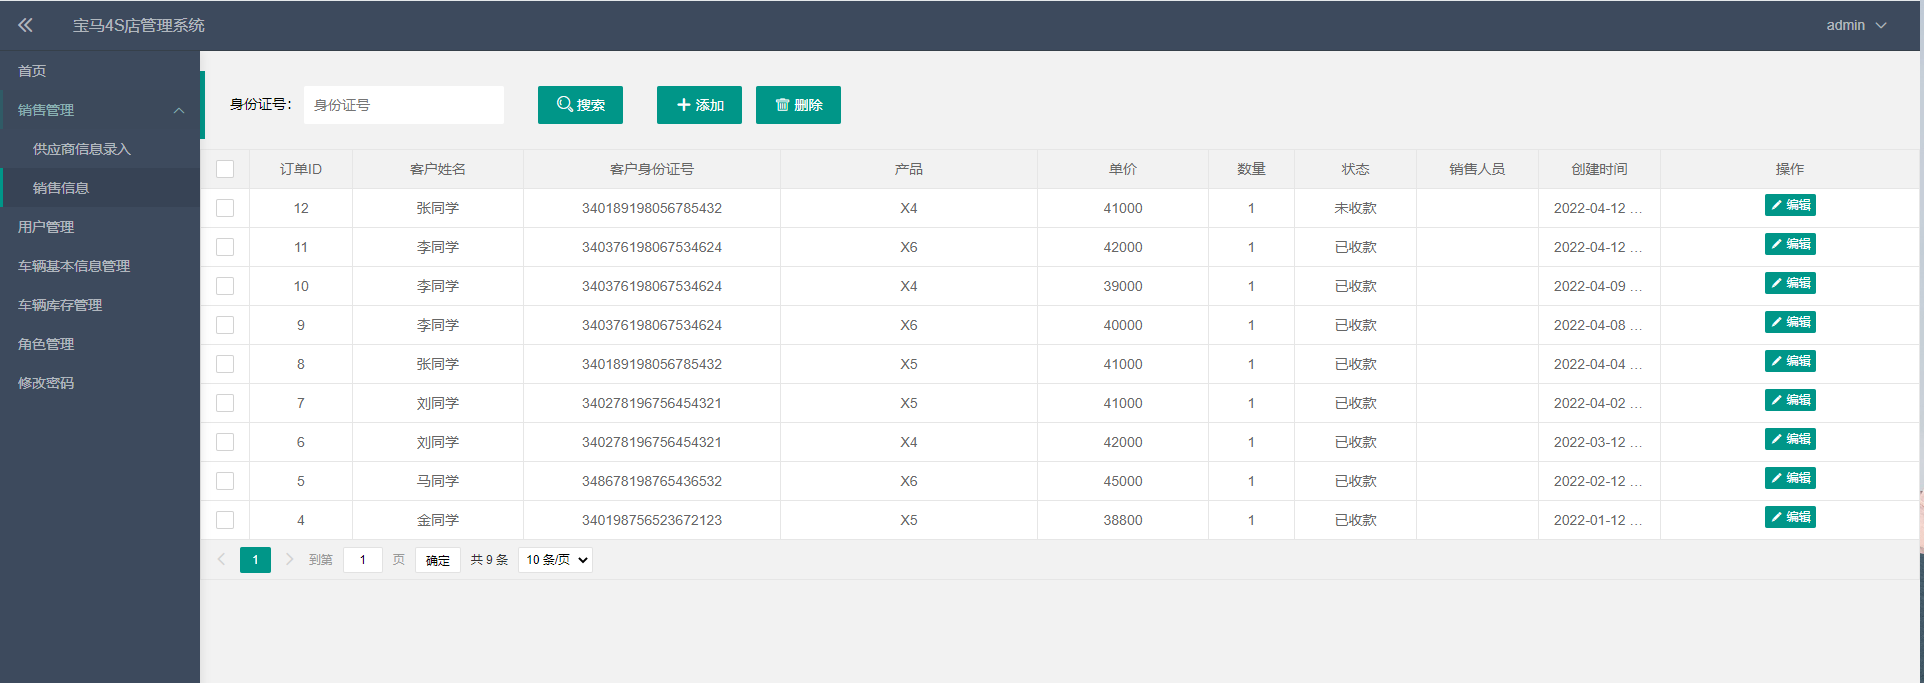 宝马4S店管理系统
admin
首页
销售管理
供应商信息录入
销售信息
用户管理
车辆基本信息管理
车辆库存管理
角色管理
修改密码
身份证号： 身份证号 搜索 添加 删除
订单ID 客户姓名 客户身份证号 产品 单价 数量 状态 销售人员 创建时间 操作
12 张同学 340189198056785432 X4 41000 1 未收款 2022-04-12 ... 编辑
11 李同学 340376198067534624 X6 42000 1 已收款 2022-04-12 ... 编辑
10 李同学 340376198067534624 X4 39000 1 已收款 2022-04-09 ... 编辑
9 李同学 340376198067534624 X6 40000 1 已收款 2022-04-08 ... 编辑
8 张同学 340189198056785432 X5 41000 1 已收款 2022-04-04 ... 编辑
7 刘同学 340278196756454321 X5 41000 1 已收款 2022-04-02 ... 编辑
6 刘同学 340278196756454321 X4 42000 1 已收款 2022-03-12 ... 编辑
5 马同学 348678198765436532 X6 45000 1 已收款 2022-02-12 ... 编辑
4 金同学 340198756523672123 X5 38800 1 已收款 2022-01-12 ... 编辑
1 到第 1 页 确定 共 9 条 10 条/页